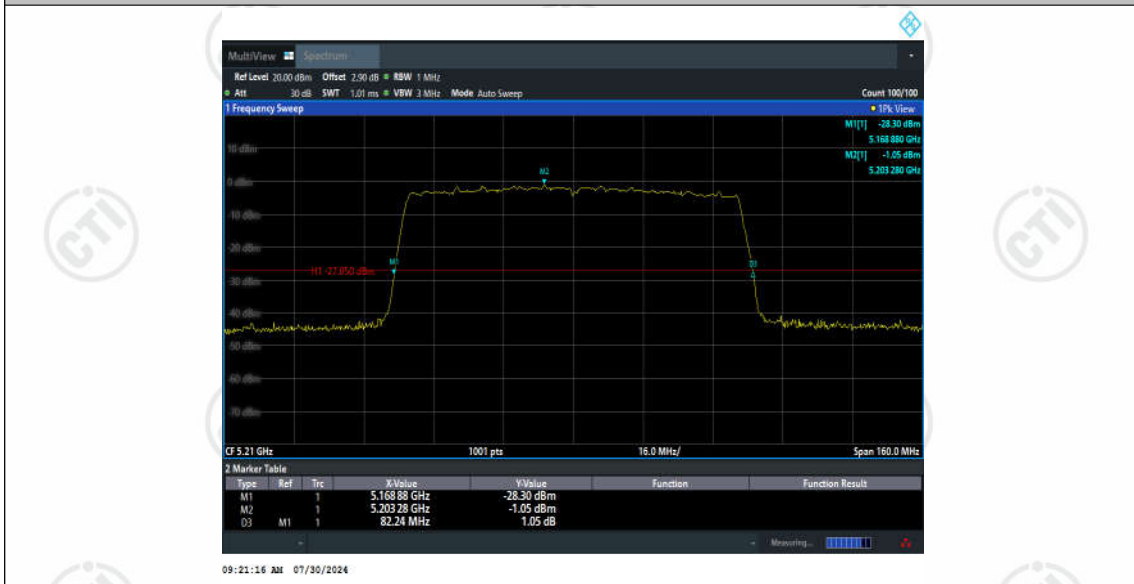 MultiView Spectrum
Ref Level 20.00 dBm Offset 2.90 dB RBW 1 MHz
Att 30 dB SWT 1.01 ms VBW 3 MHz Mode Auto Sweep Count 100/100
1 Frequency Sweep 1Pk View
M1[1] -28.30 dBm
5.168 880 GHz
10 dBm
M2[1] -1.05 dBm
5.203 280 GHz
M2
0 dBm
-10 dBm
-20 dBm
M1
D3
H1 -27.050 dBm
-30 dBm
-40 dBm
-50 dBm
-60 dBm
-70 dBm
CF 5.21 GHz 1001 pts 16.0 MHz/ Span 160.0 MHz
2 Marker Table
Type Ref Trc X-Value Y-Value Function Function Result
M1 1 5.168 88 GHz -28.30 dBm
M2 1 5.203 28 GHz -1.05 dBm
D3 M1 1 82.24 MHz 1.05 dB
Measuring...
09:21:16 AM 07/30/2024
CTI
CTI